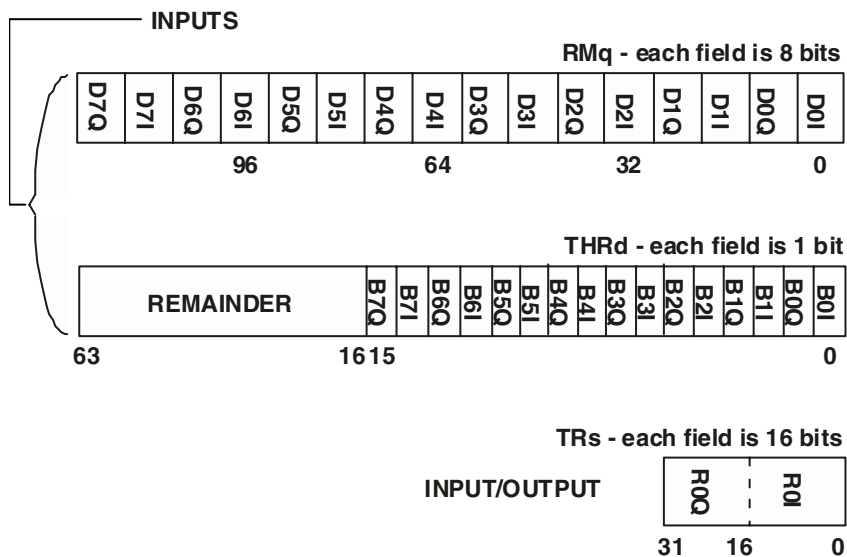 INPUTS
RMq - each field is 8 bits
D7Q D7I D6Q D6I D5Q D5I D4Q D4I D3Q D3I D2Q D2I D1Q D1I D0Q D0I
96 64 32 0
THRd - each field is 1 bit
REMAINDER B7Q B7I B6Q B6I B5Q B5I B4Q B4I B3Q B3I B2Q B2I B1Q B1I B0Q B0I
63 16 15 0
TRs - each field is 16 bits
INPUT/OUTPUT R0Q R0I
31 16 0